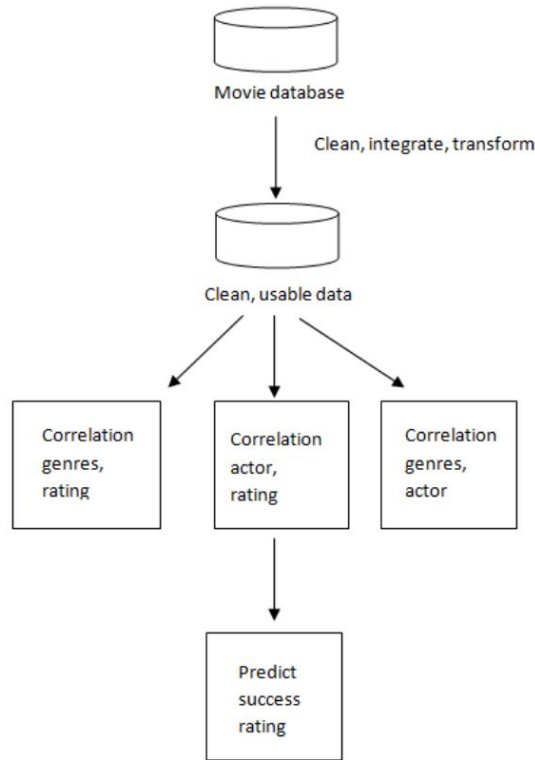 Movie database
Clean, integrate, transform
Clean, usable data
Correlation
genres,
rating
Correlation
actor,
rating
Correlation
genres,
actor
Predict
success
rating